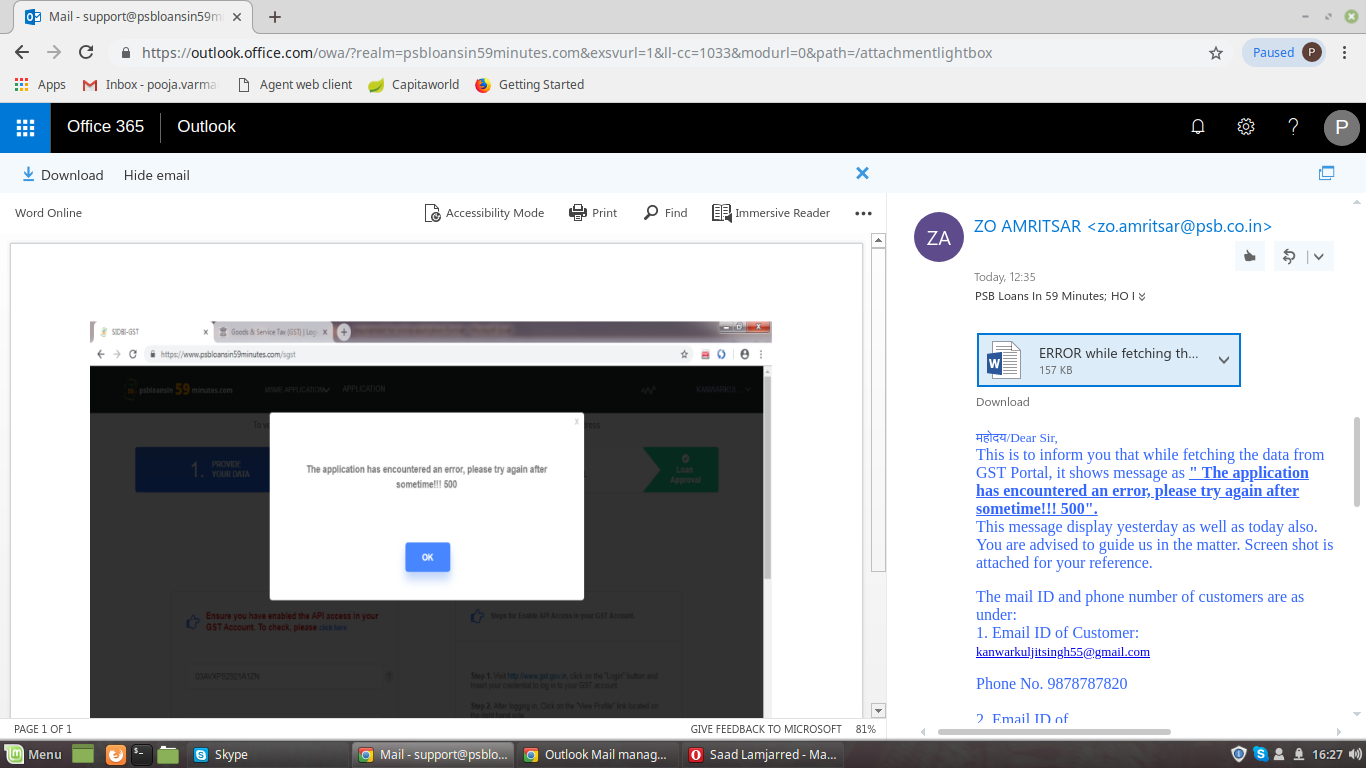 Mail - support@psbloansin59m
https://outlook.office.com/owa/?realm=psbloansin59minutes.com&exsvurl=1&ll-cc=1033&modurl=0&path=/attachmentlightbox
Paused P
Apps Inbox - pooja.varma Agent web client Capitaworld Getting Started
Office 365 Outlook ? P
Download Hide email
Word Online Accessibility Mode Print Find Immersive Reader
SIDBI-GST Goods & Service Tax (GST) | Log
https://www.psbloansin59minutes.com/sgst
psbloansin 59 minutes.com APPLICATION
x
1. PROVIDE
YOUR DATA
Loan
Approval
The application has encountered an error, please try again after
sometime!!! 500
OK
Ensure you have enabled the API access in your
GST Account. To check, please click here
Steps for Enable API Access in your GST Account.
Step 1. Visit http://www.gst.gov.in, click on the "Login" button and
Insert your credential to log in to your GST account.
Step 2. After logging in, Click on the "View Profile" link located on
PAGE 1 OF 1 GIVE FEEDBACK TO MICROSOFT 81%
ZA
ZO AMRITSAR <zo.amritsar@psb.co.in>
Today, 12:35
PSB Loans In 59 Minutes; HO I
ERROR while fetching th...
157 KB
Download
महोदय/Dear Sir,
This is to inform you that while fetching the data from
GST Portal, it shows message as " The application
has encountered an error, please try again after
sometime!!! 500".
This message display yesterday as well as today also.
You are advised to guide us in the matter. Screen shot is
attached for your reference.
The mail ID and phone number of customers are as
under:
1. Email ID of Customer:
kanwarkuljitsingh55@gmail.com
Phone No. 9878787820
2. Email ID of
Menu Skype Mail - support@psblo... Outlook Mail manag... Saad Lamjarred - Ma... 16:27